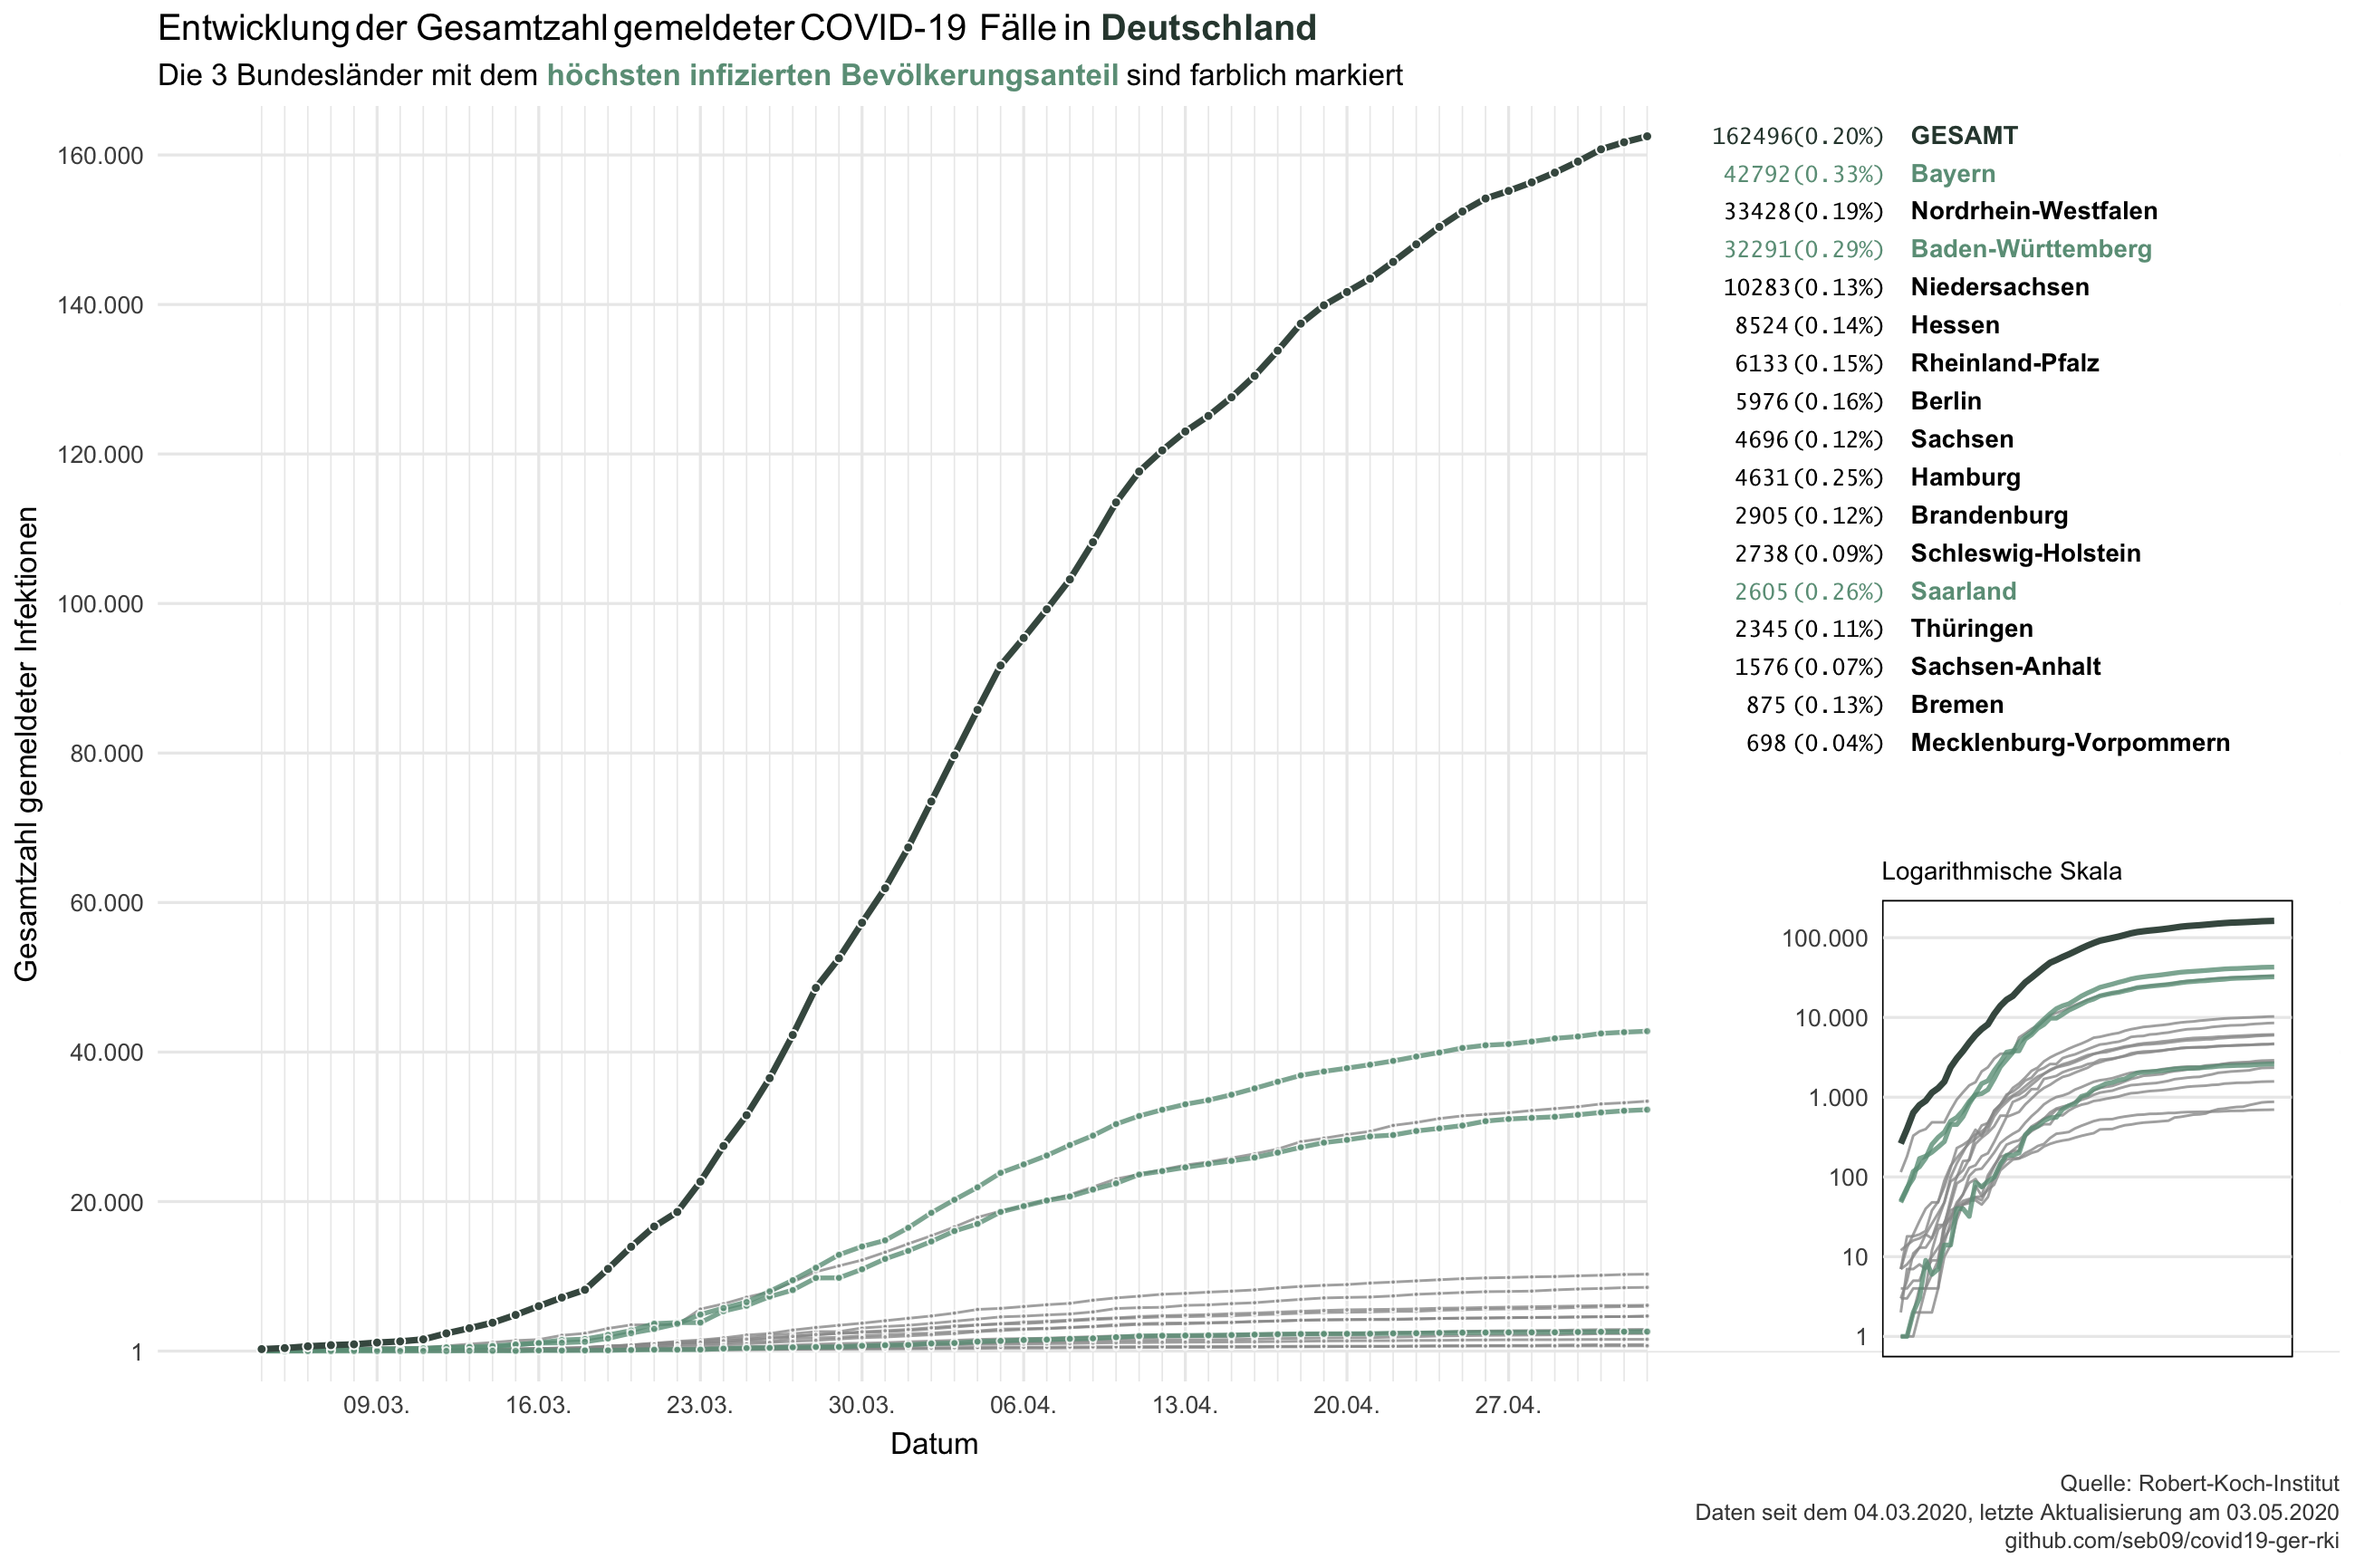 Entwicklung der Gesamtzahl gemeldeter COVID-19 Fälle in Deutschland
Die 3 Bundesländer mit dem höchsten infizierten Bevölkerungsanteil sind farblich markiert
Gesamtzahl gemeldeter Infektionen
160.000
140.000
120.000
100.000
80.000
60.000
40.000
20.000
1
09.03. 16.03. 23.03. 30.03. 06.04. 13.04. 20.04. 27.04.
Datum
162496(0.20%) GESAMT
42792(0.33%) Bayern
33428(0.19%) Nordrhein-Westfalen
32291(0.29%) Baden-Württemberg
10283(0.13%) Niedersachsen
8524(0.14%) Hessen
6133(0.15%) Rheinland-Pfalz
5976(0.16%) Berlin
4696(0.12%) Sachsen
4631(0.25%) Hamburg
2905(0.12%) Brandenburg
2738(0.09%) Schleswig-Holstein
2605(0.26%) Saarland
2345(0.11%) Thüringen
1576(0.07%) Sachsen-Anhalt
875 (0.13%) Bremen
698 (0.04%) Mecklenburg-Vorpommern
Logarithmische Skala
100.000
10.000
1.000
100
10
1
Quelle: Robert-Koch-Institut
Daten seit dem 04.03.2020, letzte Aktualisierung am 03.05.2020
github.com/seb09/covid19-ger-rki